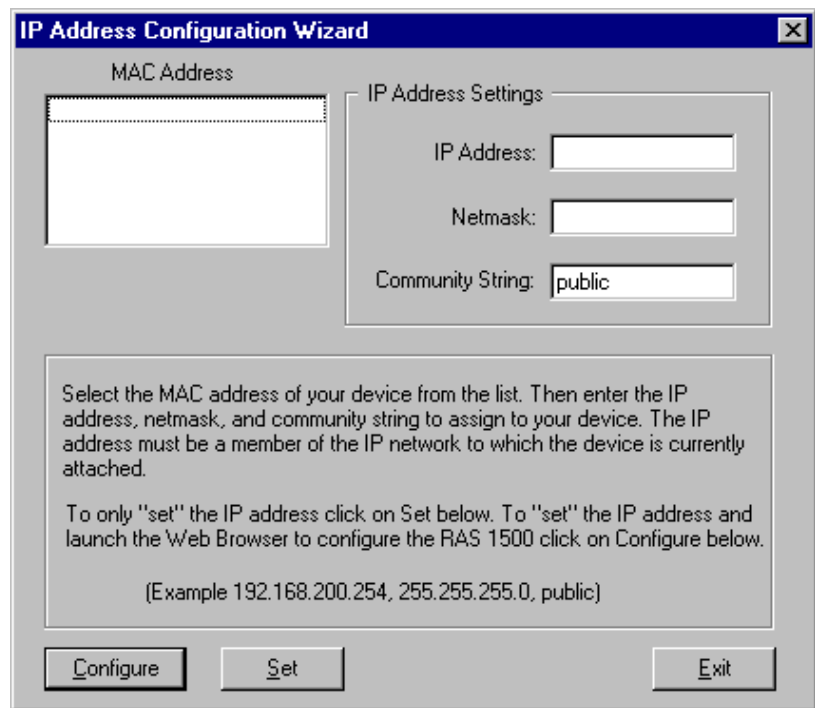 IP Address Configuration Wizard
MAC Address
IP Address Settings
IP Address:
Netmask:
Community String: public
Select the MAC address of your device from the list. Then enter the IP
address, netmask, and community string to assign to your device. The IP
address must be a member of the IP network to which the device is currently
attached.
To only "set" the IP address click on Set below. To "set" the IP address and
launch the Web Browser to configure the RAS 1500 click on Configure below.
(Example 192.168.200.254, 255.255.255.0, public)
Configure Set Exit